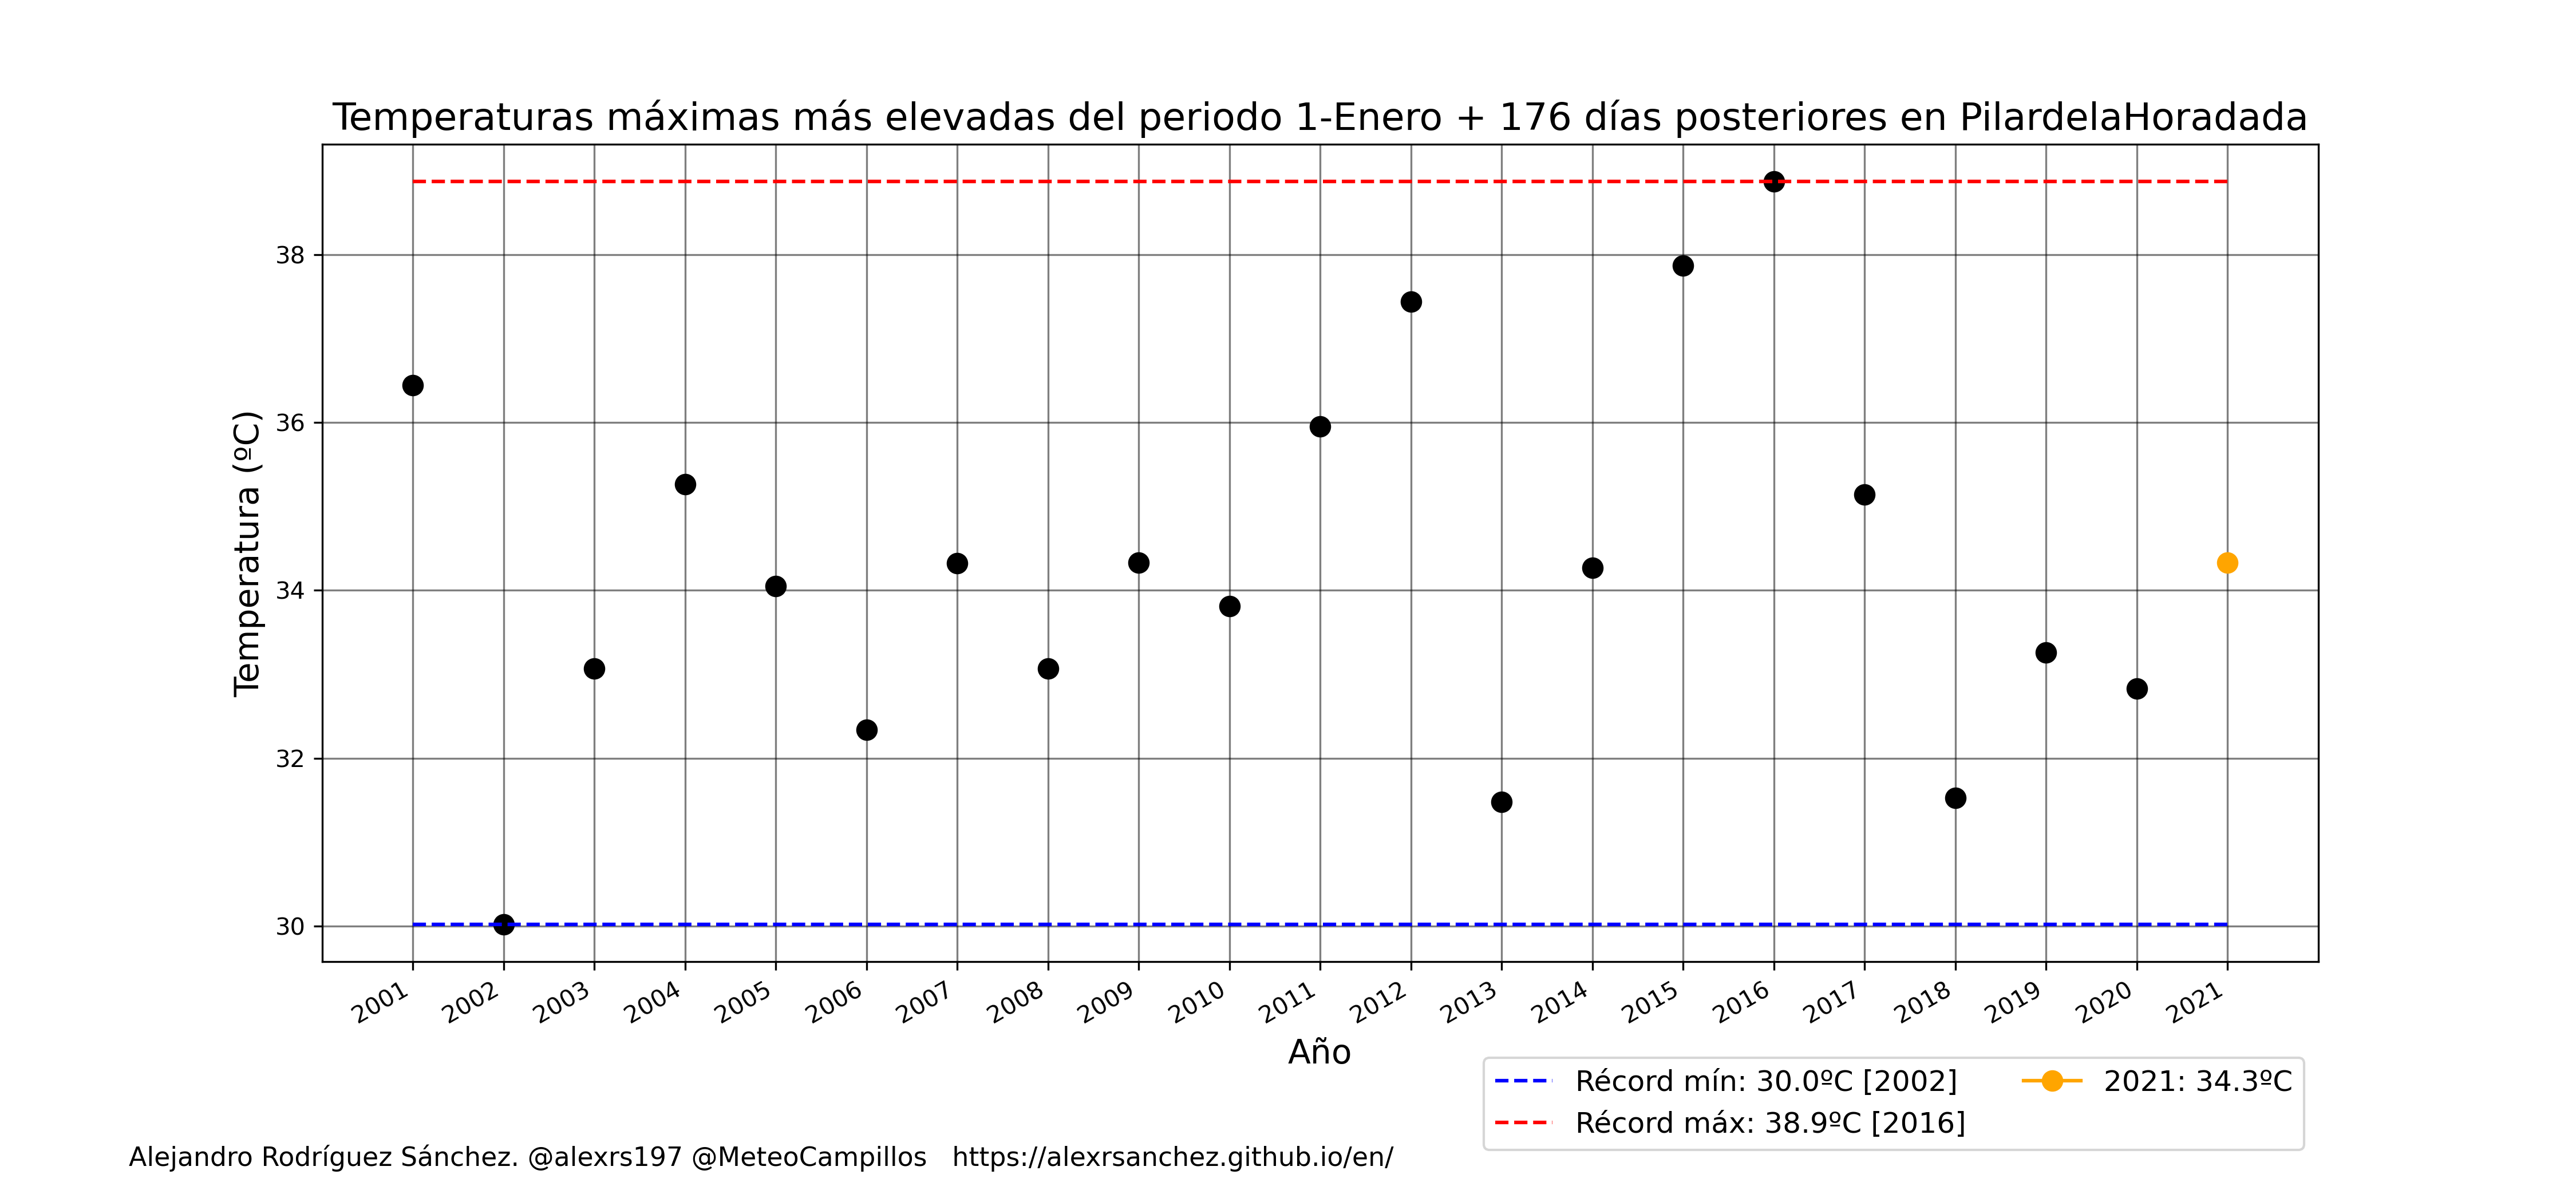 Temperaturas máximas más elevadas del periodo 1-Enero + 176 días posteriores en PilardelaHoradada
Temperatura (ºC)
38
36
34
32
30
2001 2002 2003 2004 2005 2006 2007 2008 2009 2010 2011 2012 2013 2014 2015 2016 2017 2018 2019 2020 2021
Año
Récord mín: 30.0ºC [2002]
Récord máx: 38.9ºC [2016]
2021: 34.3ºC
Alejandro Rodríguez Sánchez. @alexrs197 @MeteoCampillos https://alexrsanchez.github.io/en/